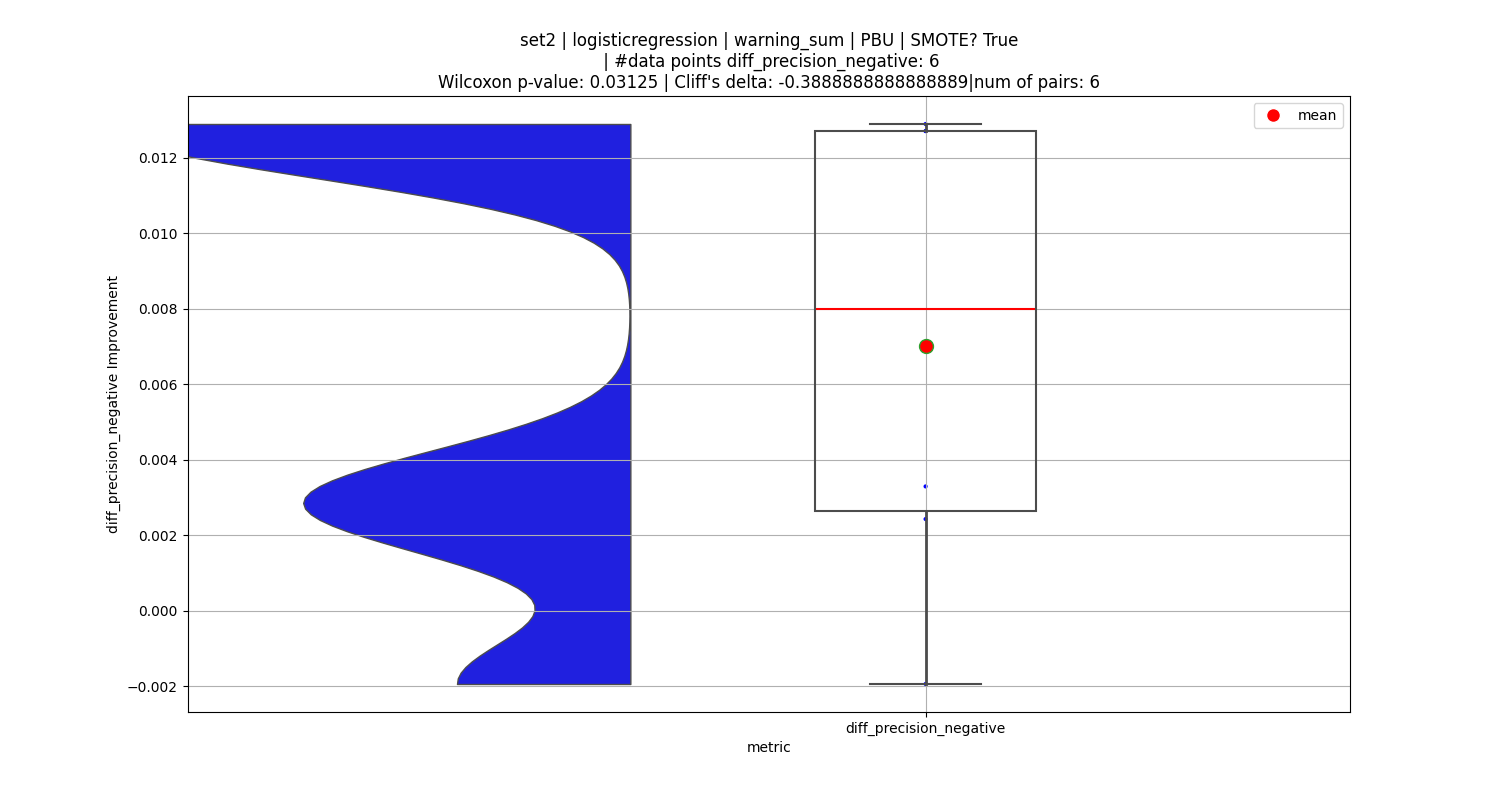 set2 | logisticregression | warning_sum | PBU | SMOTE? True
| #data points diff_precision_negative: 6
Wilcoxon p-value: 0.03125 | Cliff's delta: -0.3888888888888889|num of pairs: 6
mean
0.012
0.010
0.008
0.006
0.004
0.002
0.000
−0.002
diff_precision_negative Improvement
diff_precision_negative
metric